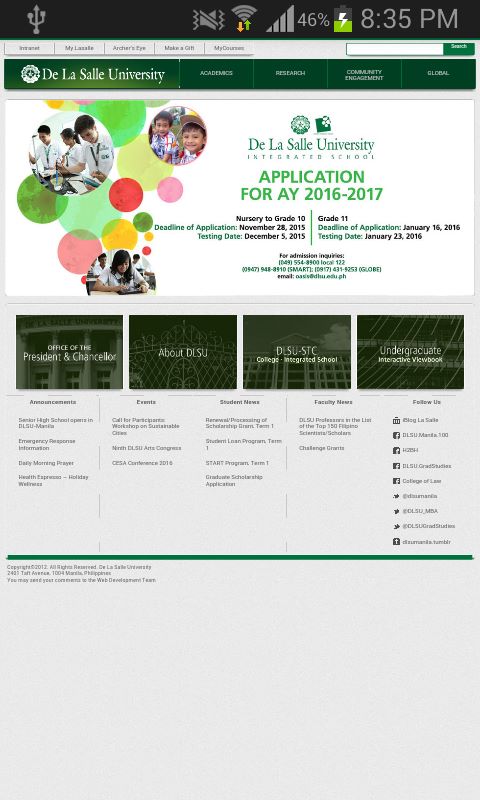 46% 8:35 PM
Intranet My Lasalle Archer's Eye Make a Gift MyCourses Search
De La Salle University ACADEMICS RESEARCH COMMUNITY ENGAGEMENT GLOBAL
De La Salle University
INTEGRATED SCHOOL
APPLICATION
FOR AY 2016-2017
Nursery to Grade 10
Deadline of Application: November 28, 2015
Testing Date: December 5, 2015
Grade 11
Deadline of Application: January 16, 2016
Testing Date: January 23, 2016
For admission inquiries:
(049) 554-8900 local 122
(0947) 948-8910 (SMART); (0917) 431-9253 (GLOBE)
email: oasis@dlsu.edu.ph
OFFICE OF THE
President & Chancellor
About DLSU
DLSU-STC
College - Integrated School
Undergraduate
Interactive Viewbook
Announcements
Senior High School opens in
DLSU-Manila
Emergency Response
Information
Daily Morning Prayer
Health Espresso – Holiday
Wellness
Events
Call for Participants:
Workshop on Sustainable
Cities
Ninth DLSU Arts Congress
CESA Conference 2016
Student News
Renewal/Processing of
Scholarship Grant, Term 1
Student Loan Program, Term
1
START Program, Term 1
Graduate Scholarship
Application
Faculty News
DLSU Professors in the List
of the Top 150 Filipino
Scientists/Scholars
Challenge Grants
Follow Us
iBlog La Salle
DLSU.Manila.100
H2BH
DLSU.GradStudies
College of Law
@dlsumanila
@DLSU_MBA
@DLSUGradStudies
dlsumanila.tumblr
Copyright©2012. All Rights Reserved. De La Salle University
2401 Taft Avenue, 1004 Manila, Philippines
You may send your comments to the Web Development Team